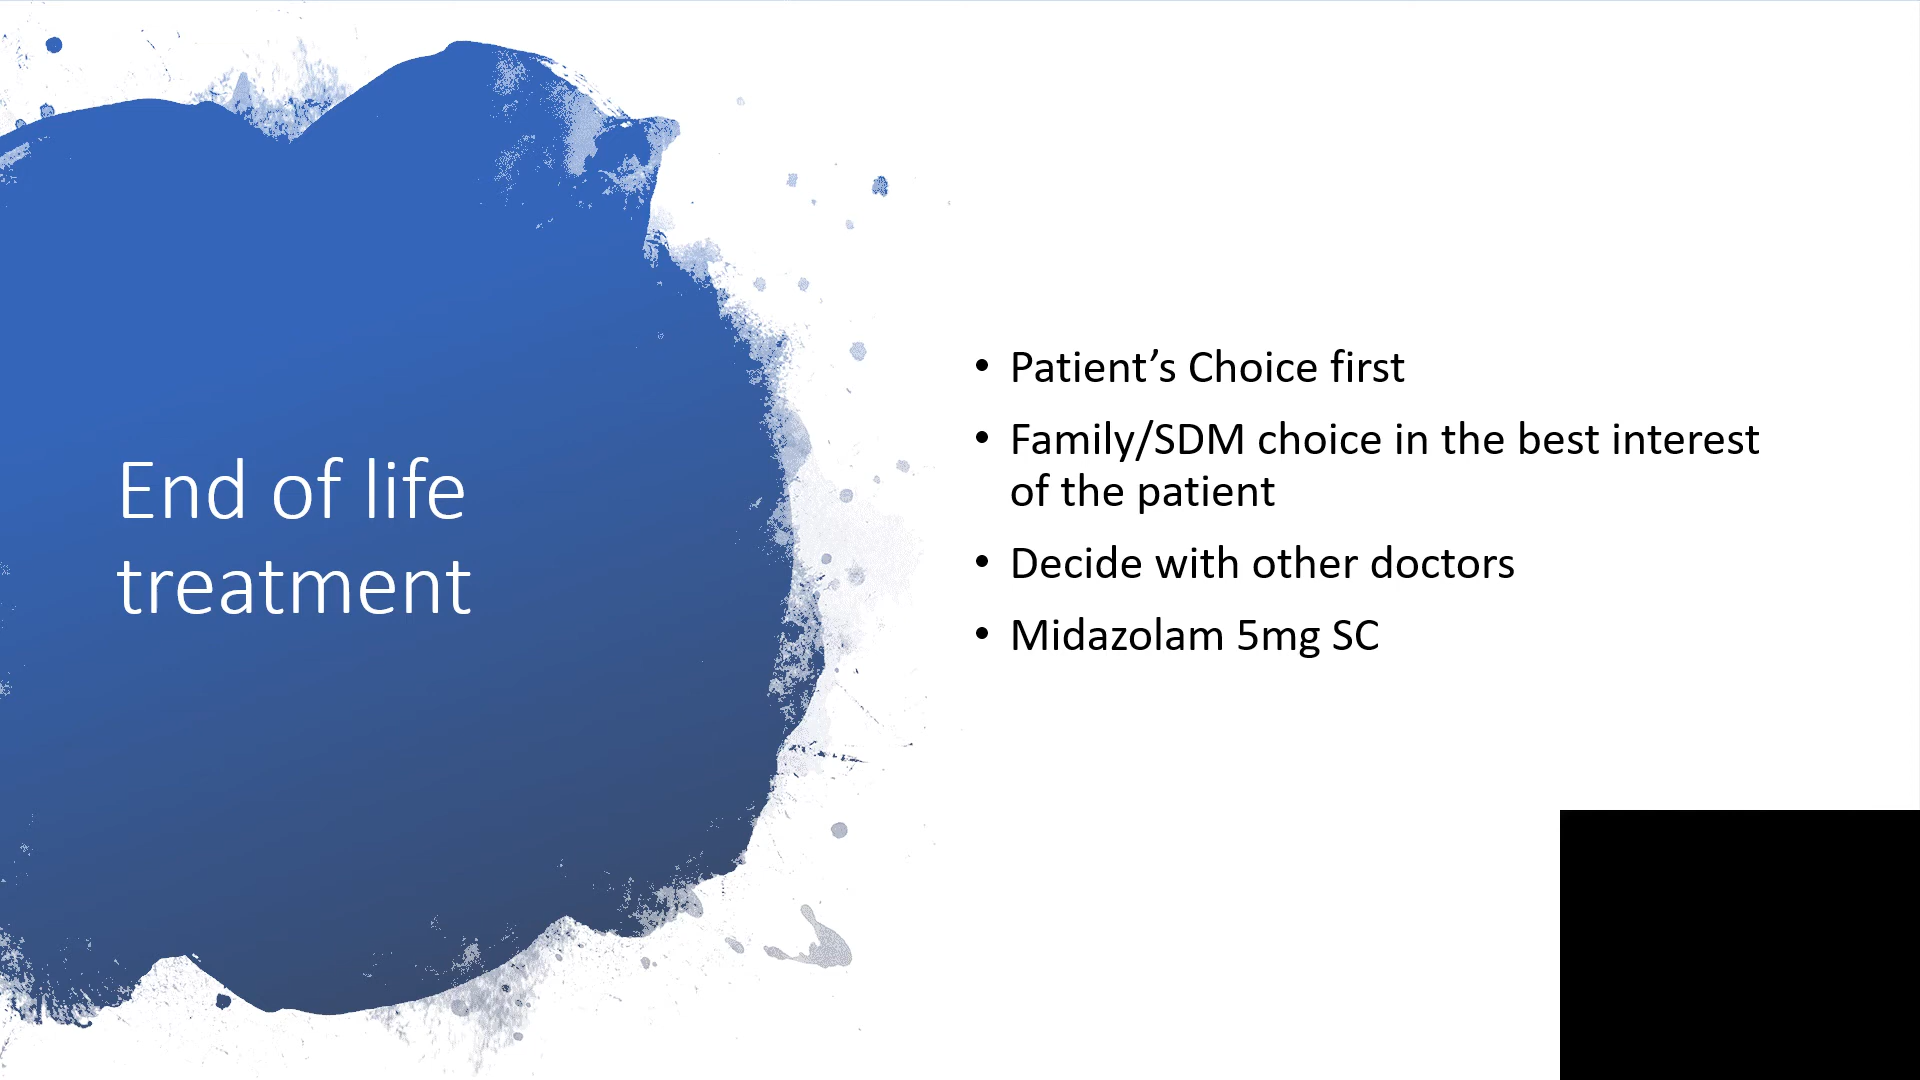 End of life
treatment
• Patient’s Choice first
• Family/SDM choice in the best interest
of the patient
• Decide with other doctors
• Midazolam 5mg SC